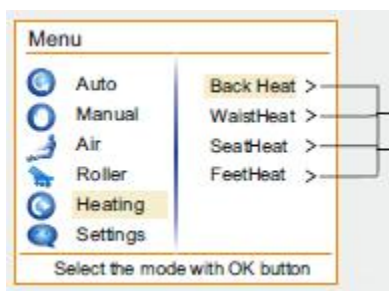 Menu
Auto
Manual
Air
Roller
Heating
Settings
Back Heat >
WaistHeat >
SeatHeat >
FeetHeat >
Select the mode with OK button